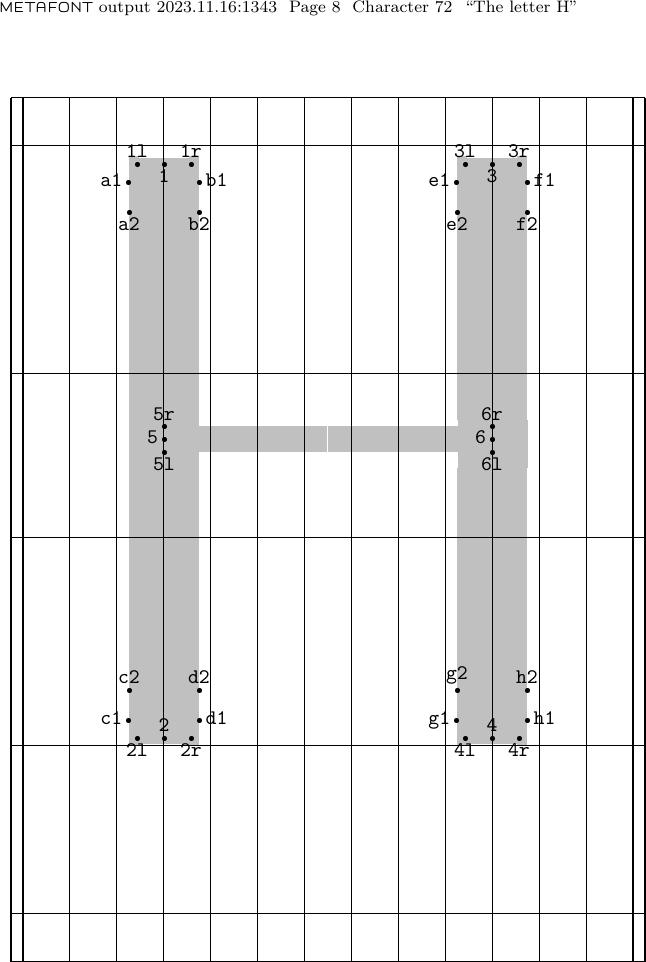 METAFONT output 2023.11.16:1343 Page 8 Character 72 “The letter H”
1l 1r 3l 3r
a1 1 b1 e1 3 f1
a2 b2 e2 f2
5r 6r
5 6
5l 6l
c2 d2 g2 h2
c1 2 d1 g1 4 h1
2l 2r 4l 4r